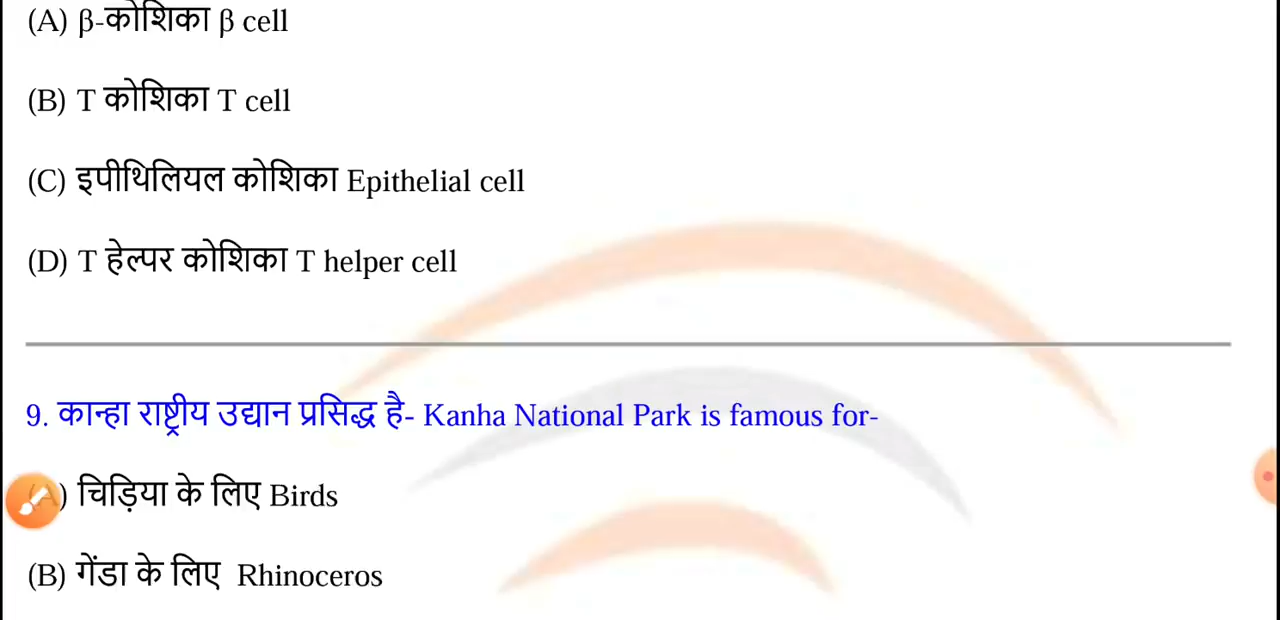 (A) β-कोशिका β cell
(B) T कोशिका T cell
(C) इपीथिलियल कोशिका Epithelial cell
(D) T हेल्पर कोशिका T helper cell
9. कान्हा राष्ट्रीय उद्यान प्रसिद्ध है- Kanha National Park is famous for-
(A) चिड़िया के लिए Birds
(B) गेंडा के लिए Rhinoceros